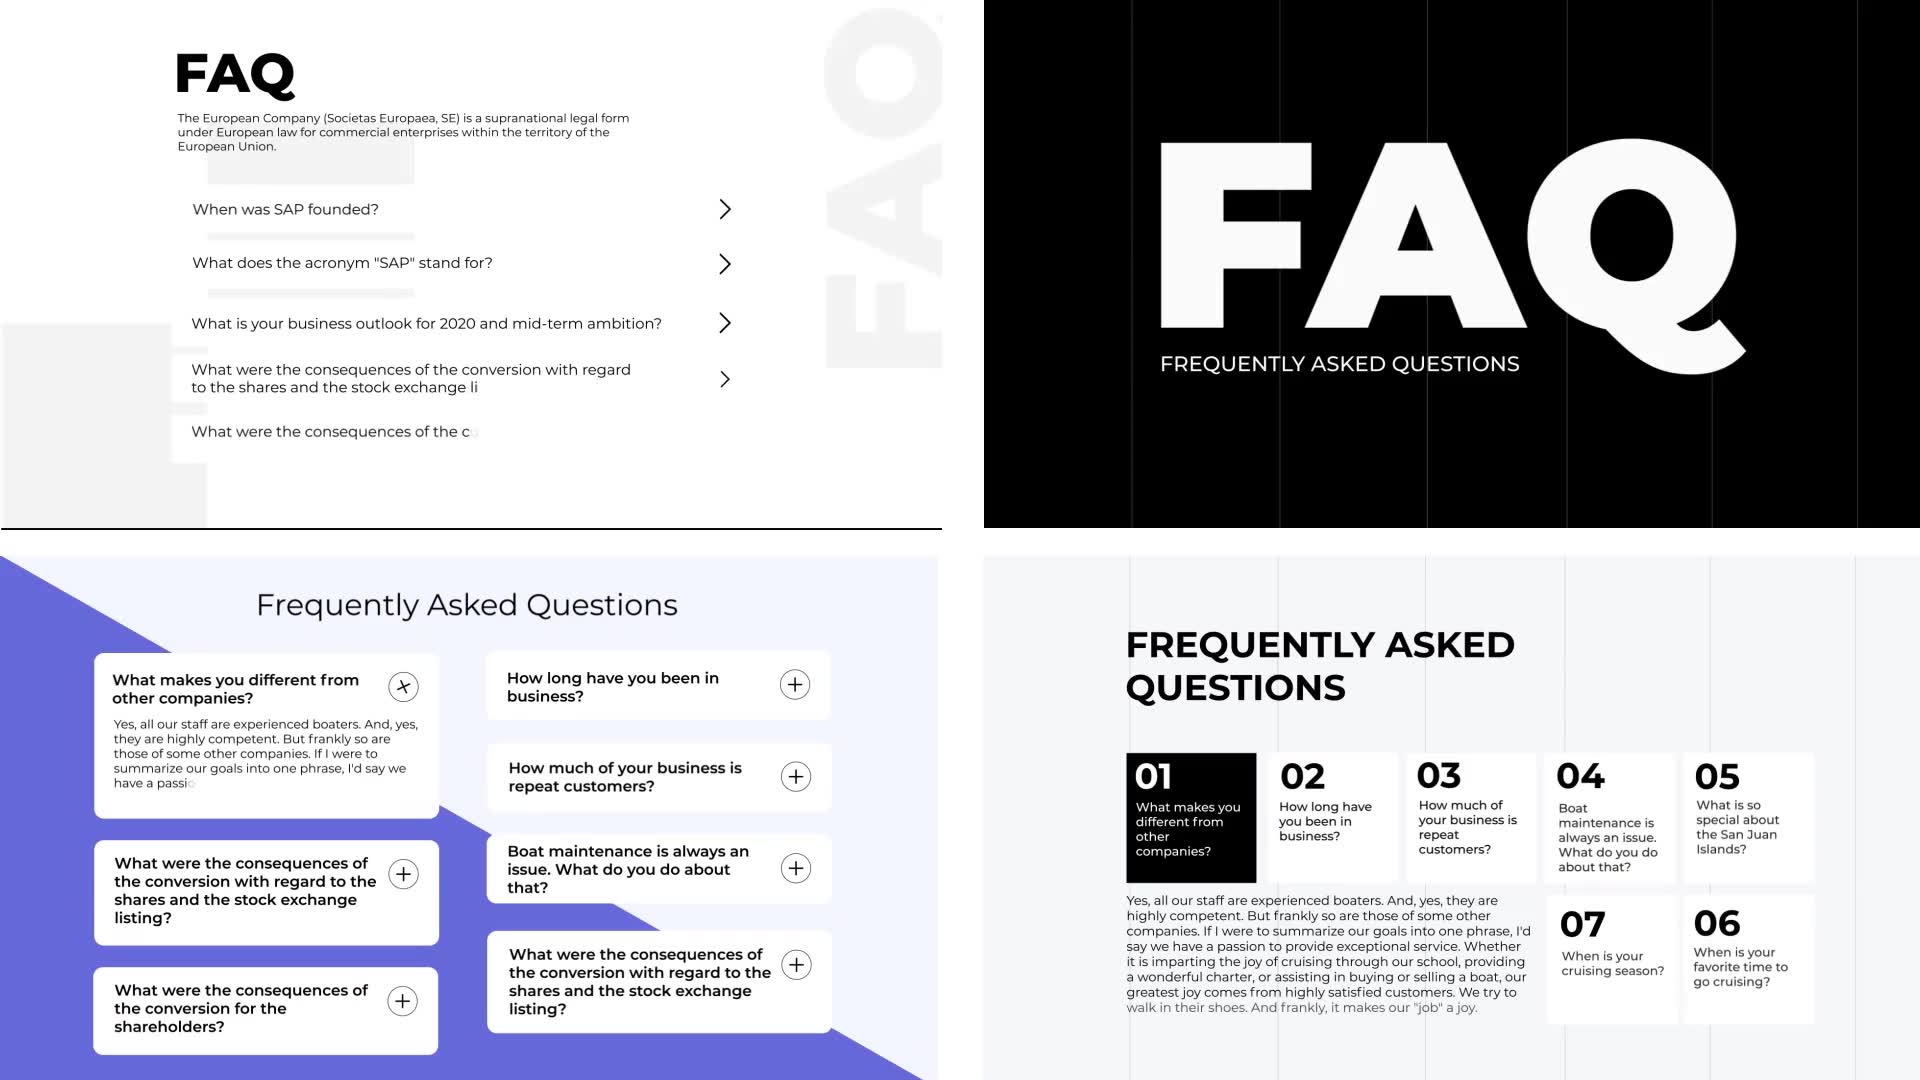 FAQ
The European Company (Societas Europaea, SE) is a supranational legal form
under European law for commercial enterprises within the territory of the
European Union.
When was SAP founded?
What does the acronym "SAP" stand for?
What is your business outlook for 2020 and mid-term ambition?
What were the consequences of the conversion with regard
to the shares and the stock exchange li
What were the consequences of the co
FAQ
FAQ
FREQUENTLY ASKED QUESTIONS
Frequently Asked Questions
What makes you different from
other companies?
Yes, all our staff are experienced boaters. And, yes,
they are highly competent. But frankly so are
those of some other companies. If I were to
summarize our goals into one phrase, I'd say we
have a passio
What were the consequences of
the conversion with regard to the
shares and the stock exchange
listing?
What were the consequences of
the conversion for the
shareholders?
How long have you been in
business?
How much of your business is
repeat customers?
Boat maintenance is always an
issue. What do you do about
that?
What were the consequences of
the conversion with regard to the
shares and the stock exchange
listing?
FREQUENTLY ASKED
QUESTIONS
01
What makes you
different from
other
companies?
02
How long have
you been in
business?
03
How much of
your business is
repeat
customers?
04
Boat
maintenance is
always an issue.
What do you do
about that?
05
What is so
special about
the San Juan
Islands?
Yes, all our staff are experienced boaters. And, yes, they are
highly competent. But frankly so are those of some other
companies. If I were to summarize our goals into one phrase, I'd
say we have a passion to provide exceptional service. Whether
it is imparting the joy of cruising through our school, providing
a wonderful charter, or assisting in buying or selling a boat, our
greatest joy comes from highly satisfied customers. We try to
walk in their shoes. And frankly, it makes our "job" a joy.
07
When is your
cruising season?
06
When is your
favorite time to
go cruising?